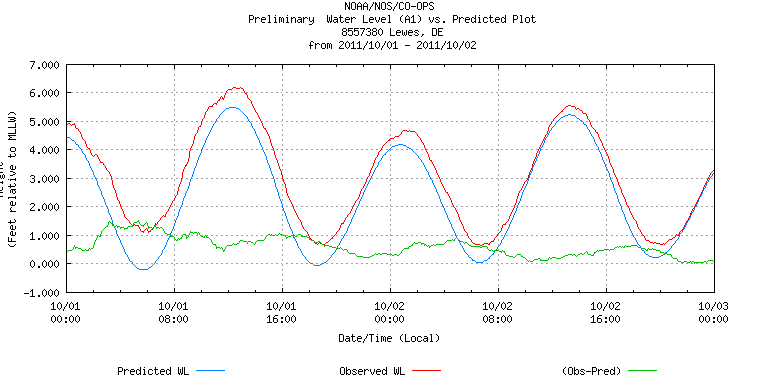 NOAA/NOS/CO-OPS
Preliminary  Water Level (A1) vs. Predicted Plot
8557380 Lewes, DE
from 2011/10/01 - 2011/10/02
(Feet relative to MLLW)
7.000
6.000
5.000
4.000
3.000
2.000
1.000
0.000
-1.000
10/01 10/01 10/01 10/02 10/02 10/02 10/03
00:00 08:00 16:00 00:00 08:00 16:00 00:00
Date/Time (Local)
Predicted WL Observed WL (Obs-Pred)